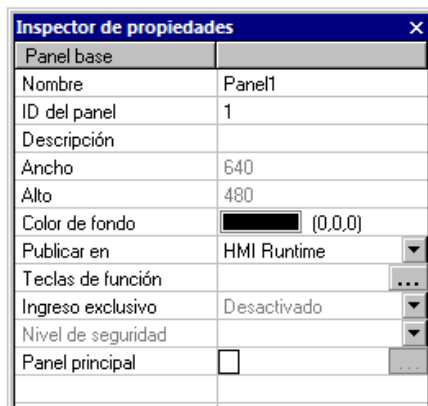 Inspector de propiedades
Panel base
Nombre Panel1
ID del panel 1
Descripción
Ancho 640
Alto 480
Color de fondo (0,0,0)
Publicar en HMI Runtime
Teclas de función ...
Ingreso exclusivo Desactivado
Nivel de seguridad
Panel principal ...